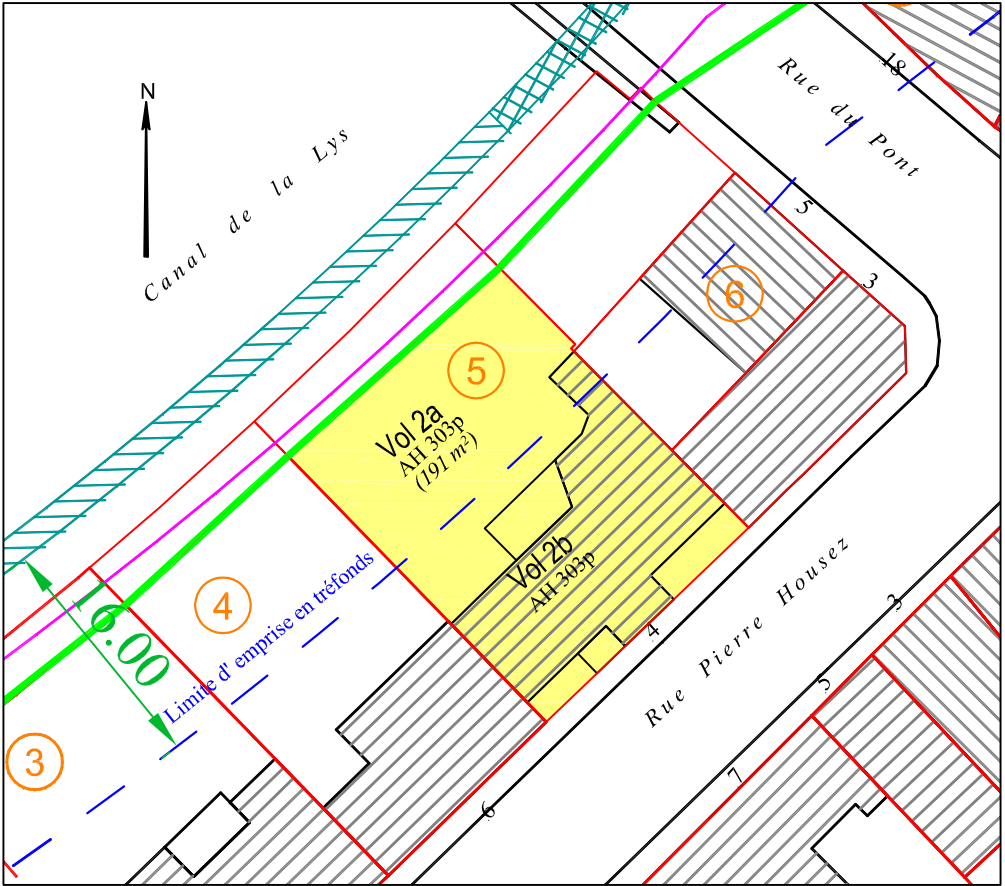 N
Canal de la Lys
18
Rue du Pont
5
3
6
5
Vol 2a
AH 303p
(191 m²)
Vol 2b
AH 303p
4
16.00
Limite d' emprise en tréfonds
4
3
Rue Pierre Housez
3
5
7
6